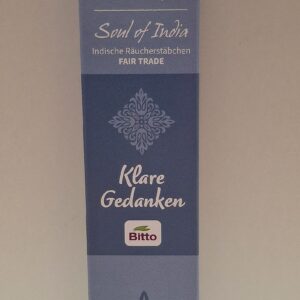 Soul of India
Indische Räucherstäbchen
FAIR TRADE
Klare
Gedanken
Bitto